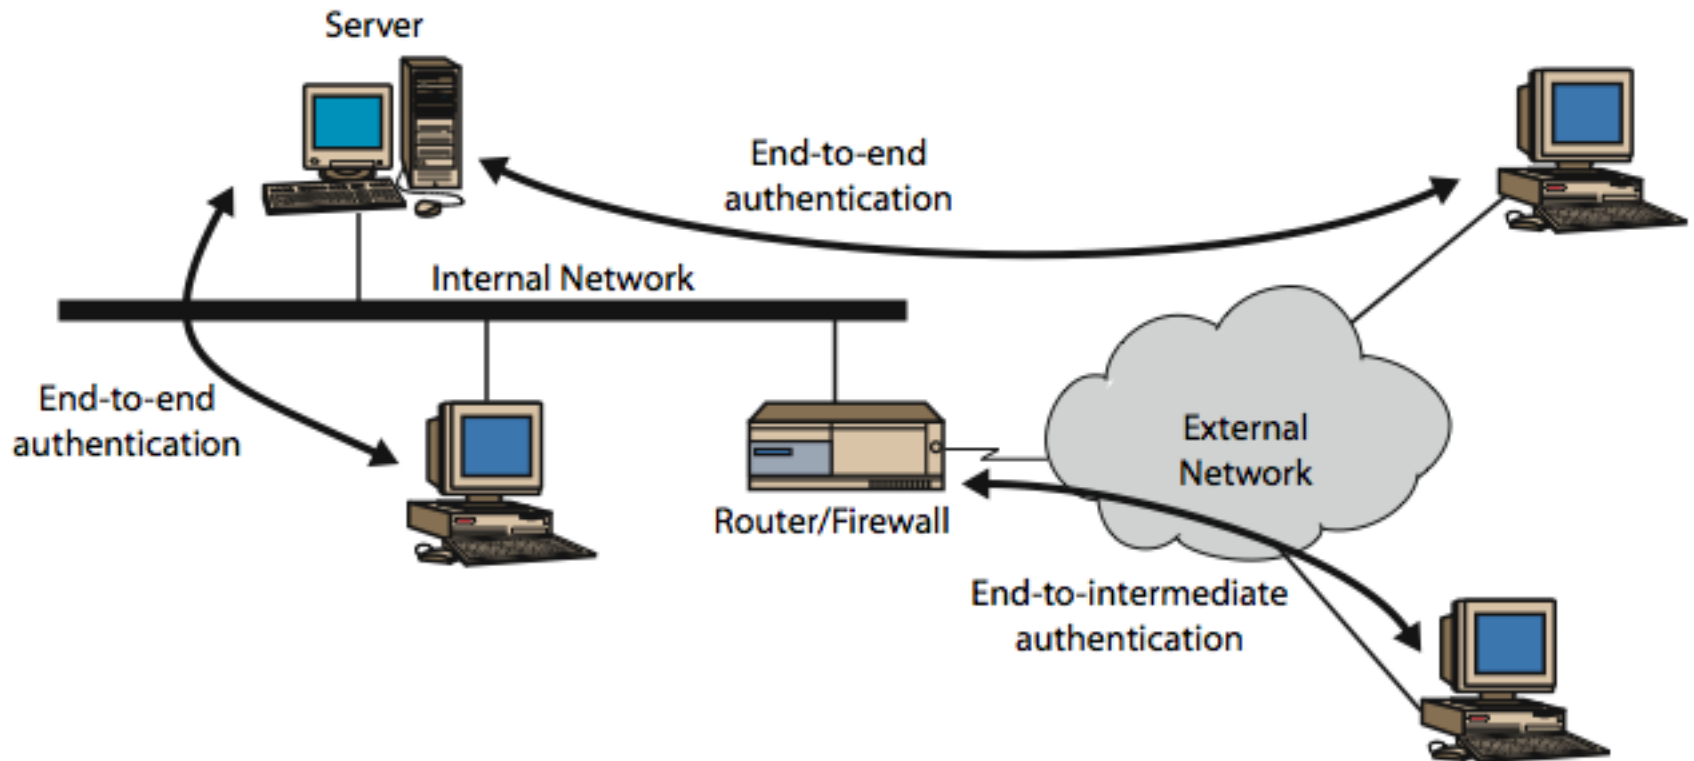 Server
End-to-end
authentication
Internal Network
End-to-end
authentication
External
Network
Router/Firewall
End-to-intermediate
authentication